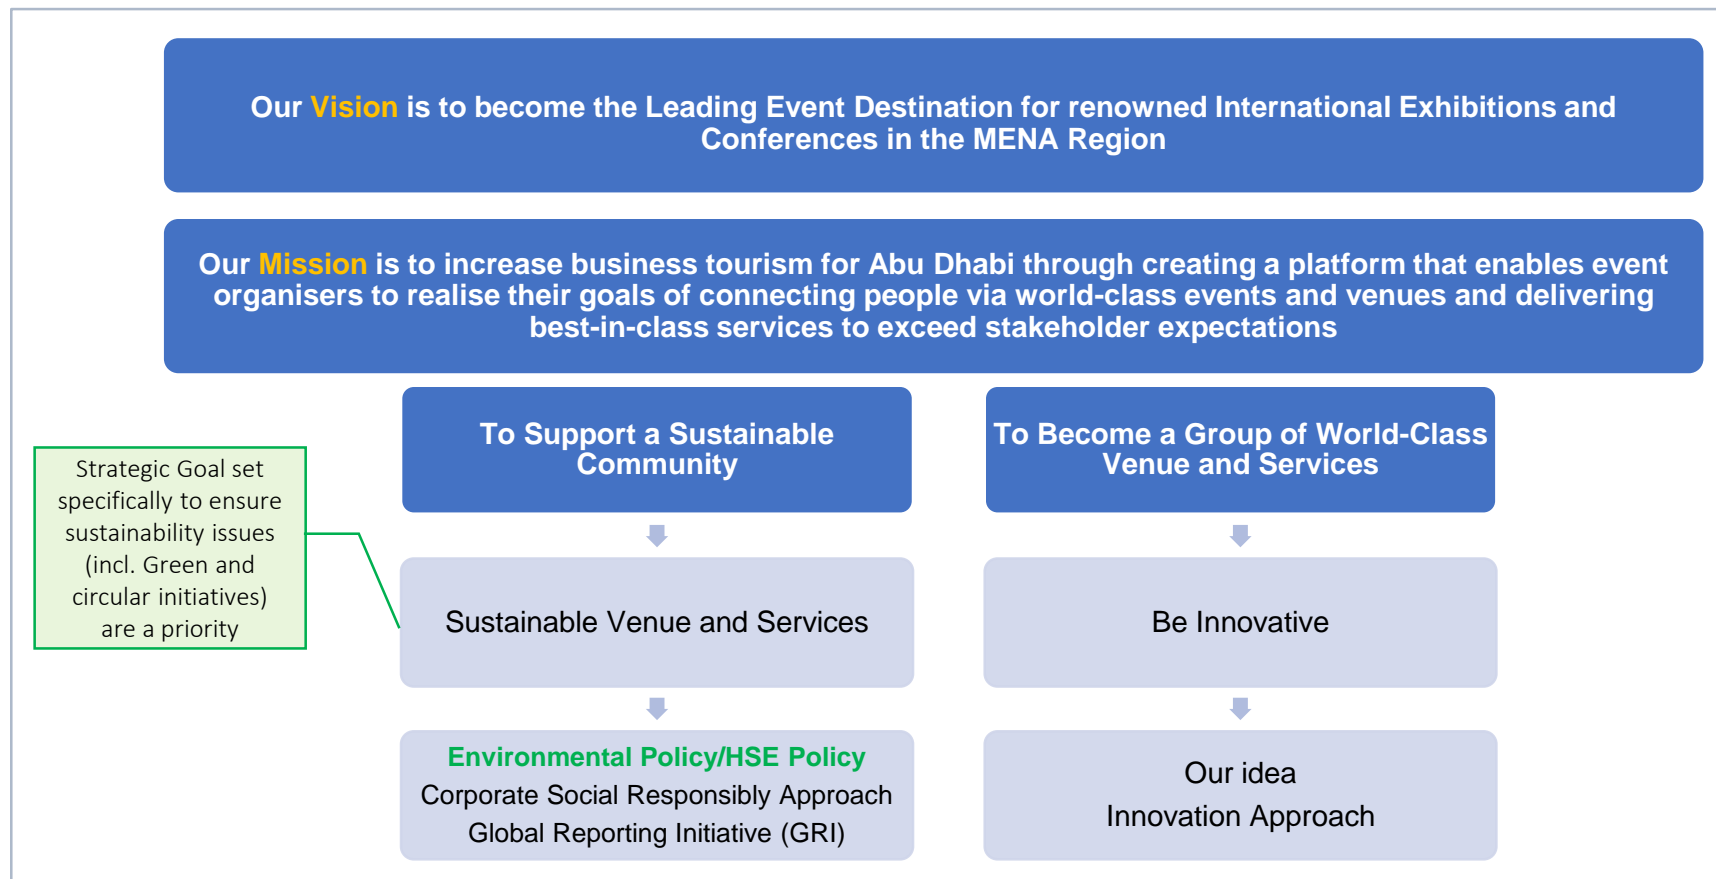 Our Vision is to become the Leading Event Destination for renowned International Exhibitions and
Conferences in the MENA Region
Our Mission is to increase business tourism for Abu Dhabi through creating a platform that enables event
organisers to realise their goals of connecting people via world-class events and venues and delivering
best-in-class services to exceed stakeholder expectations
To Support a Sustainable
Community
To Become a Group of World-Class
Venue and Services
Strategic Goal set
specifically to ensure
sustainability issues
(incl. Green and
circular initiatives)
are a priority
Sustainable Venue and Services
Be Innovative
Environmental Policy/HSE Policy
Corporate Social Responsibly Approach
Global Reporting Initiative (GRI)
Our idea
Innovation Approach